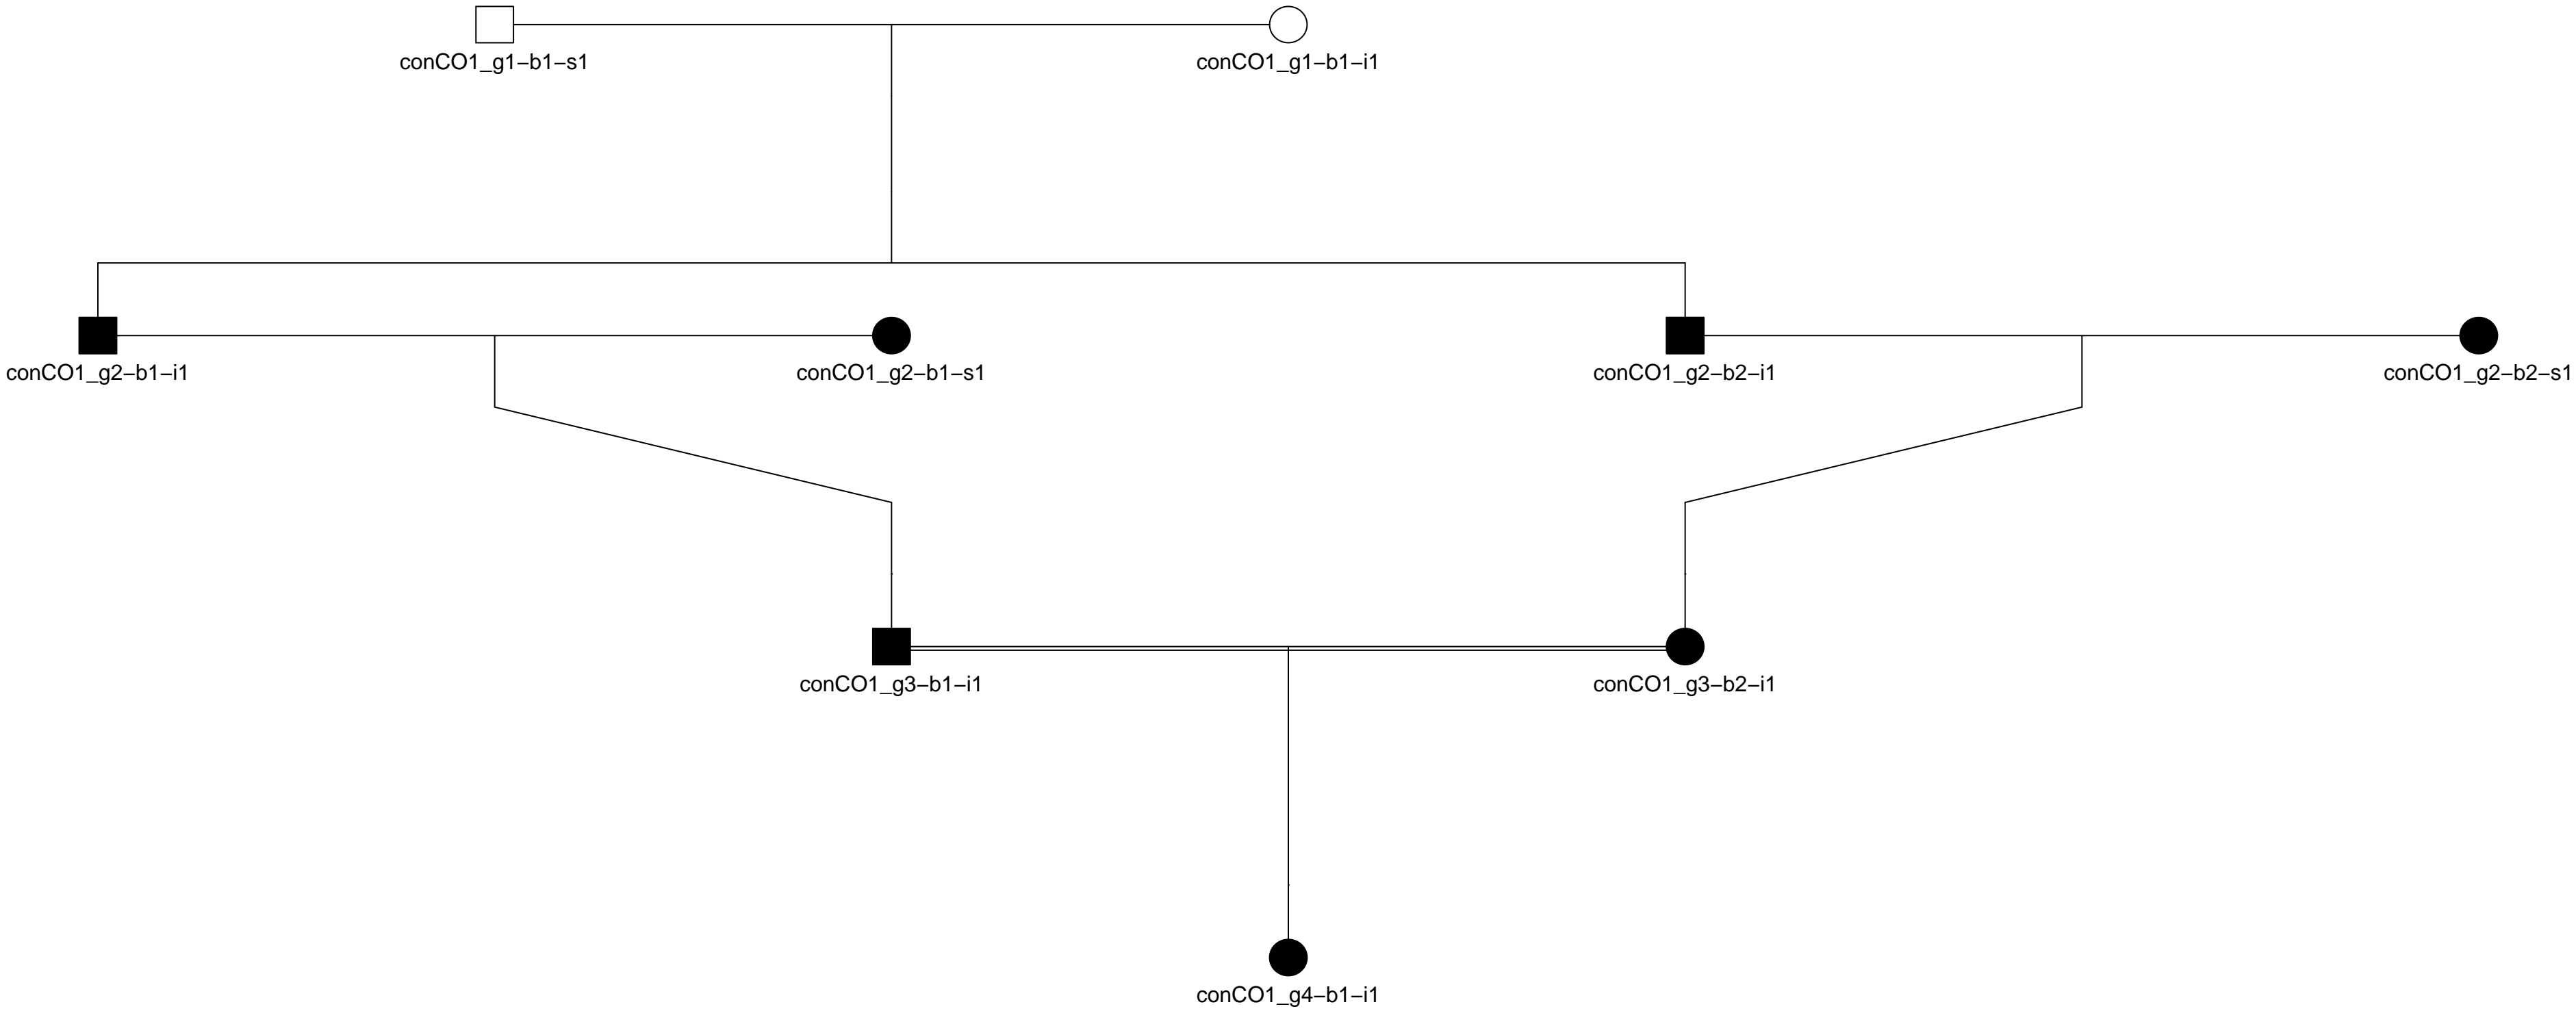 conCO1_g1–b1–s1
conCO1_g1–b1–i1
conCO1_g2–b1–i1
conCO1_g2–b1–s1
conCO1_g2–b2–i1
conCO1_g2–b2–s1
conCO1_g3–b1–i1
conCO1_g3–b2–i1
conCO1_g4–b1–i1